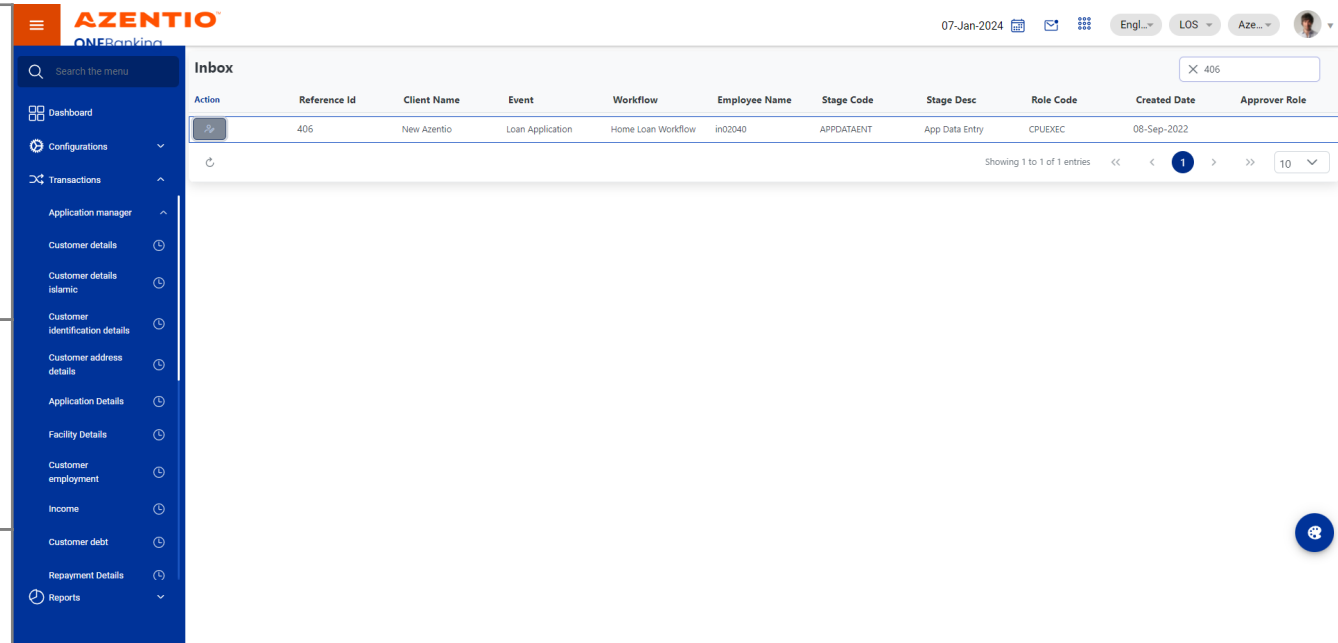 AZENTIO
ONEBanking
07-Jan-2024
Engl...
LOS
Aze...
Search the menu
Dashboard
Configurations
Transactions
Application manager
Customer details
Customer details
islamic
Customer
identification details
Customer address
details
Application Details
Facility Details
Customer
employment
Income
Customer debt
Repayment Details
Reports
Inbox
406
Action Reference Id Client Name Event Workflow Employee Name Stage Code Stage Desc Role Code Created Date Approver Role
406 New Azentio Loan Application Home Loan Workflow in02040 APPDATAENT App Data Entry CPUEXEC 08-Sep-2022
Showing 1 to 1 of 1 entries << < 1 > >> 10